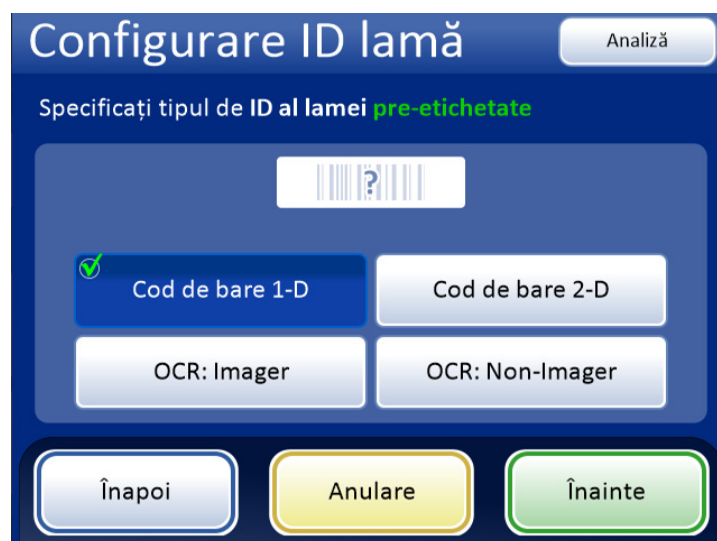 Configurare ID lamă
Analiză
Specificați tipul de ID al lamei pre-etichetate
?
Cod de bare 1-D
Cod de bare 2-D
OCR: Imager
OCR: Non-Imager
Înapoi
Anulare
Înainte